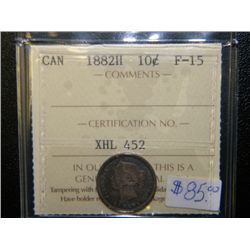 CAN 1882H 10¢ F-15
— COMMENTS —
— CERTIFICATION NO. —
XHL 452
IN OU THIS IS A
GEN AL
Tampering with
Have holder
$85.00